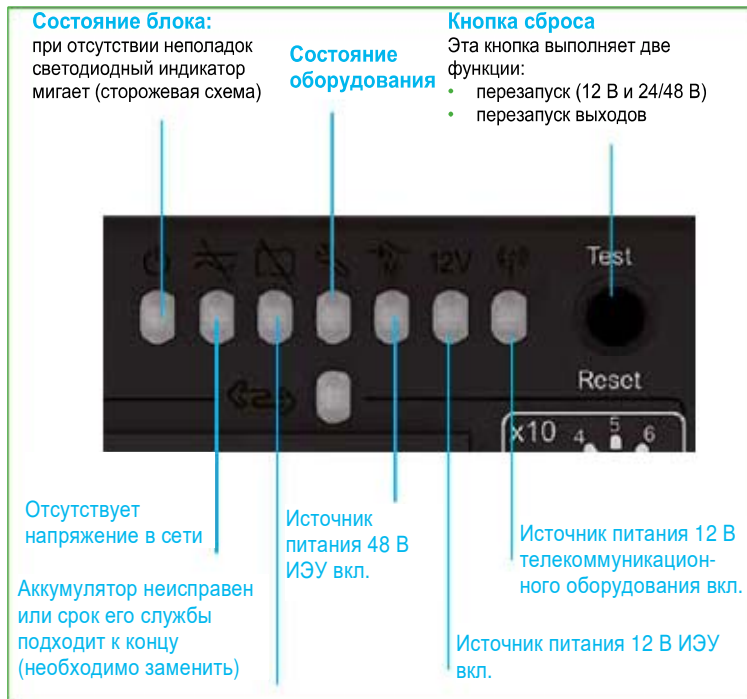 Состояние блока:
при отсутствии неполадок
светодиодный индикатор
мигает (сторожевая схема)
Состояние
оборудования
Кнопка сброса
Эта кнопка выполняет две
функции:
• перезапуск (12 В и 24/48 В)
• перезапуск выходов
12V
Test
Reset
x10 4 5 6
Отсутствует
напряжение в сети
Аккумулятор неисправен
или срок его службы
подходит к концу
(необходимо заменить)
Источник
питания 48 В
ИЭУ вкл.
Источник питания 12 В ИЭУ
вкл.
Источник питания 12 В
телекоммуникацион-
ного оборудования вкл.